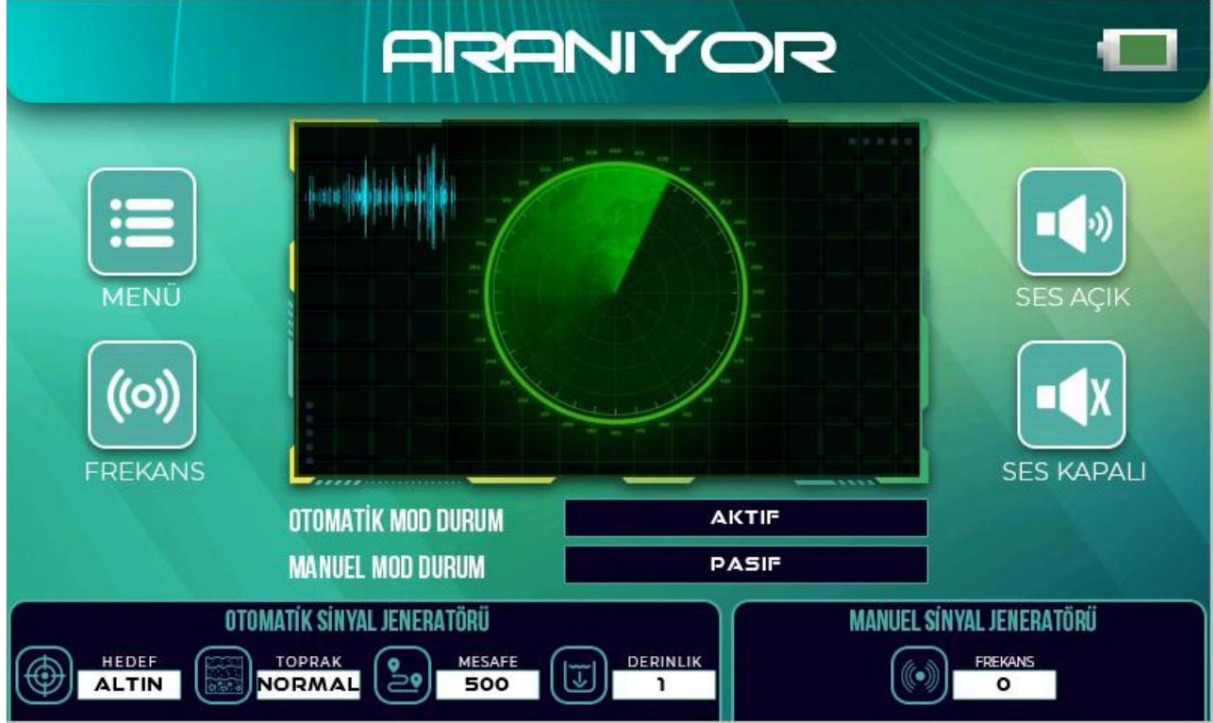 ARANIYOR
MENÜ
FREKANS
SES AÇIK
SES KAPALI
OTOMATİK MOD DURUM
AKTIF
MANUEL MOD DURUM
PASIF
OTOMATİK SİNYAL JENERATÖRÜ
HEDEF
ALTIN
TOPRAK
NORMAL
MESAFE
500
DERINLIK
1
MANUEL SİNYAL JENERATÖRÜ
FREKANS
0